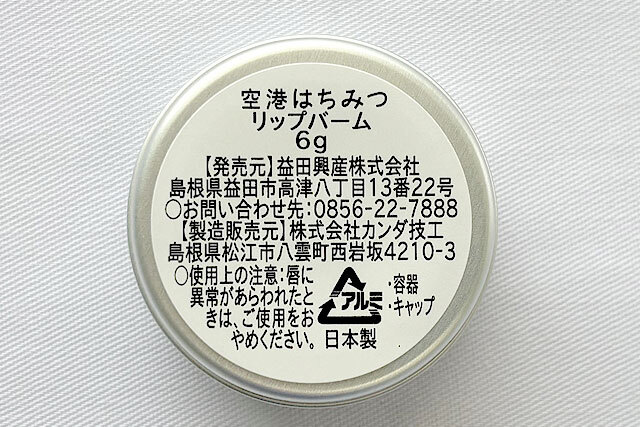 空港はちみつ
リップバーム
6g
【発売元】益田興産株式会社
島根県益田市高津八丁目13番22号
○お問い合わせ先:0856-22-7888
【製造販売元】株式会社カンダ技工
島根県松江市八雲町西岩坂4210-3
○使用上の注意:唇に
異常があらわれたと
きは、ご使用をお
やめください。
アルミ
・容器
・キャップ
日本製